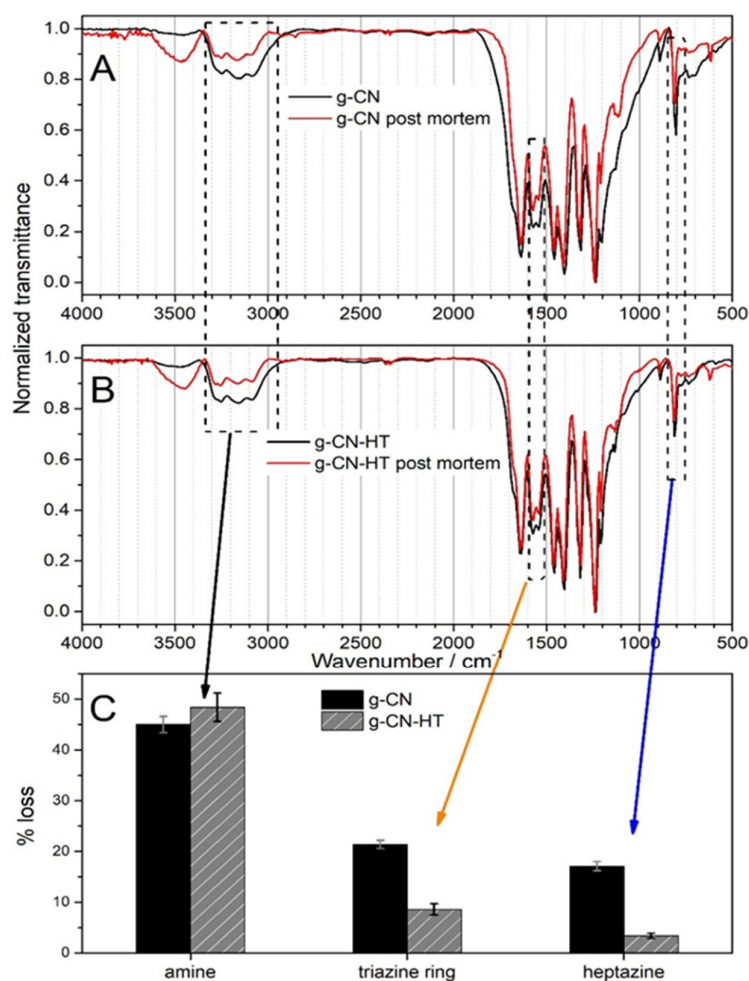 A
g-CN
g-CN post mortem
1.0
0.8
0.6
0.4
0.2
0.0
4000 3500 3000 2500 2000 1500 1000 500
Normalized transmittance
B
g-CN-HT
g-CN-HT post mortem
1.0
0.8
0.6
0.4
0.2
0.0
4000 3500 3000 2500 2000 1500 1000 500
Wavenumber / cm⁻¹
C
g-CN
g-CN-HT
% loss
50
40
30
20
10
0
amine triazine ring heptazine